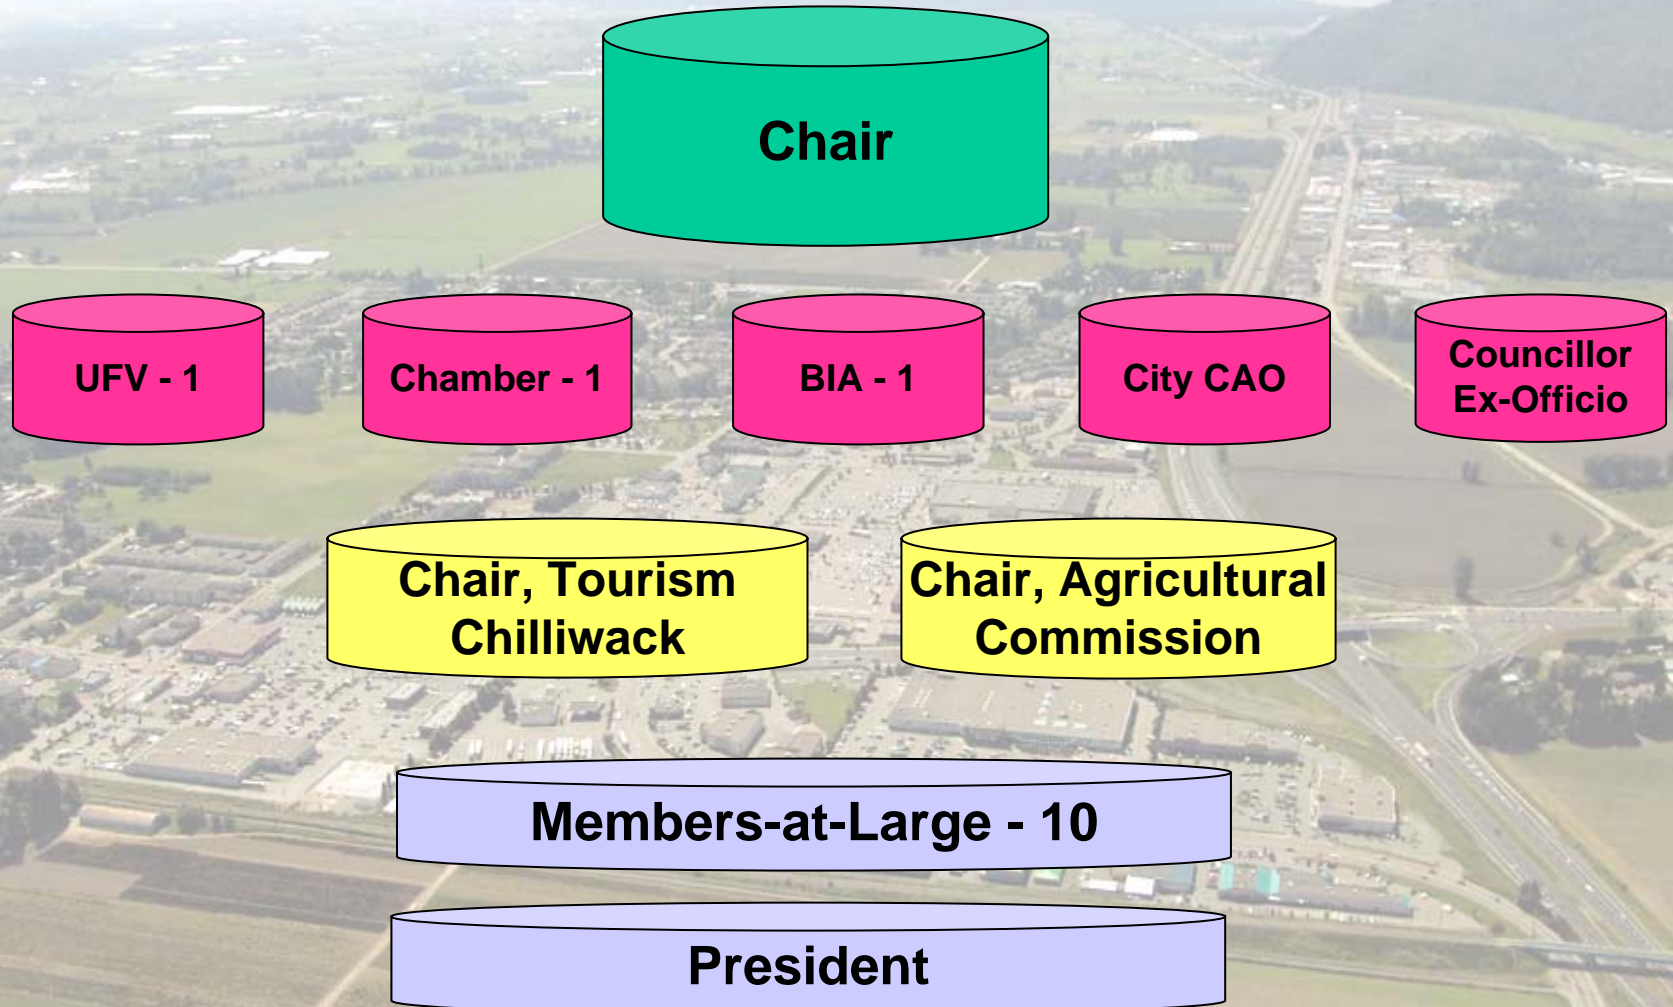 Chair
UFV - 1
Chamber - 1
BIA - 1
City CAO
Councillor
Ex-Officio
Chair, Tourism
Chilliwack
Chair, Agricultural
Commission
Members-at-Large - 10
President